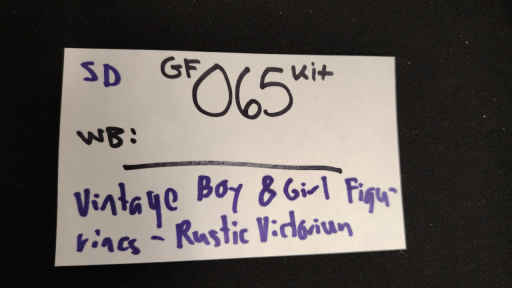 SD GF 065 Kit
WB:
Vintage Boy & Girl Figu-
rines - Rustic Victorian